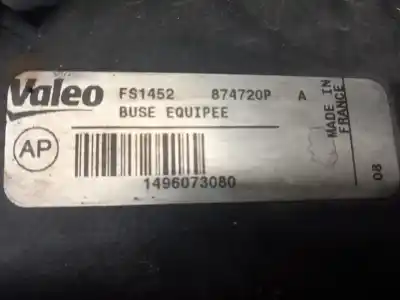 Valeo FS1452 874720P A
BUSE EQUIPEE
MADE IN
FRANCE
AP
1496073080
08